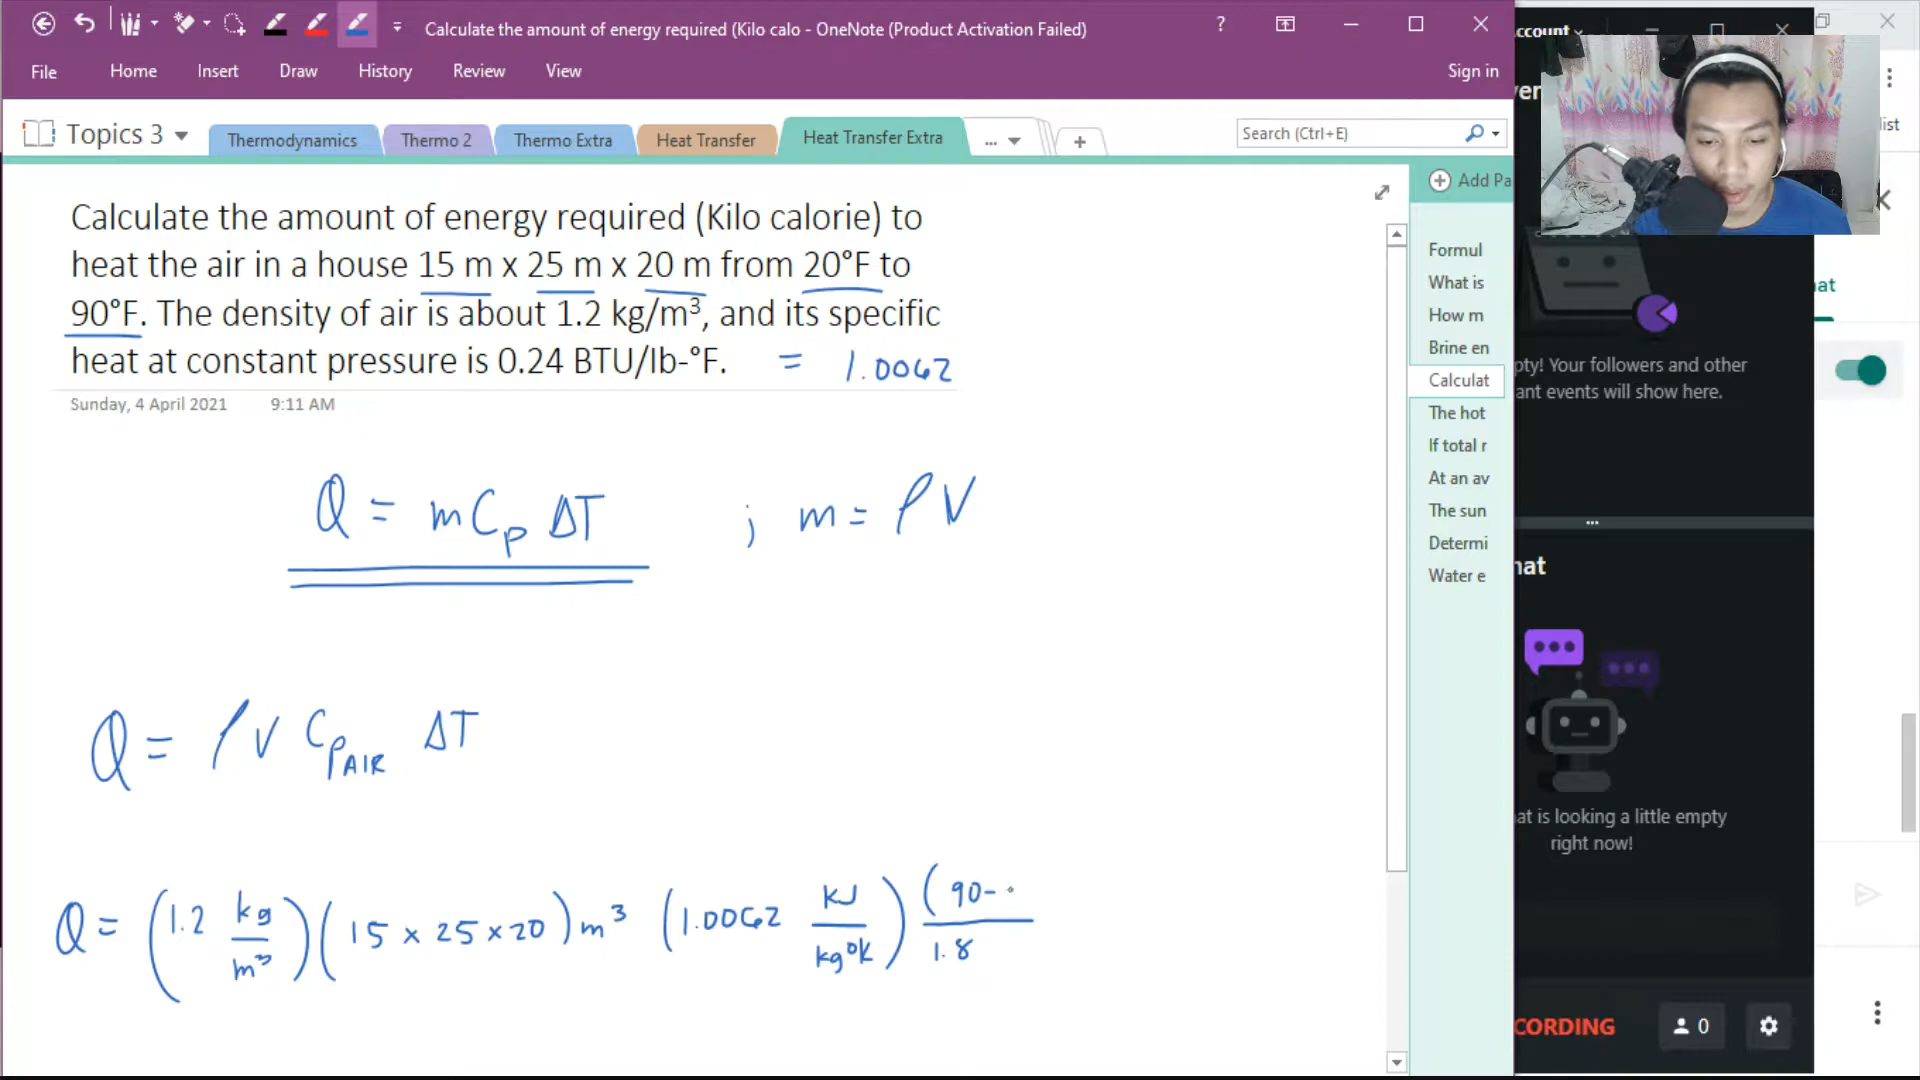 Calculate the amount of energy required (Kilo calo - OneNote (Product Activation Failed)
?
ccount
File Home Insert Draw History Review View Sign in
ver
Topics 3 Thermodynamics Thermo 2 Thermo Extra Heat Transfer Heat Transfer Extra ... + Search (Ctrl+E)
list
Add Pa
Calculate the amount of energy required (Kilo calorie) to
heat the air in a house 15 m x 25 m x 20 m from 20°F to
90°F. The density of air is about 1.2 kg/m³, and its specific
heat at constant pressure is 0.24 BTU/lb-°F. = 1.0062
Sunday, 4 April 2021 9:11 AM
Q = mCp ΔT ; m = ρV
Q = ρV Cp AIR ΔT
Q = (1.2 kg/m³)(15 x 25 x 20)m³ (1.0062 kJ/kg°K) (90-/1.8
Formul
What is
How m
Brine en
Calculat
The hot
If total r
At an av
The sun
Determi
Water e
hat
pty! Your followers and other
ant events will show here.
hat
hat is looking a little empty
right now!
CORDING 0